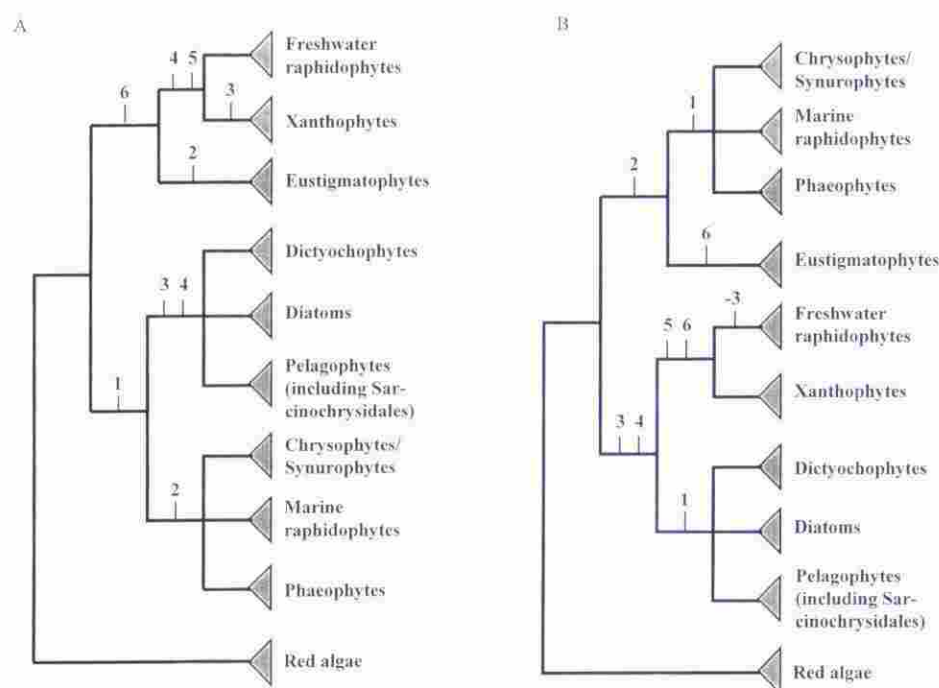 A
4
5
Freshwater
raphidophytes
6
3
Xanthophytes
2
Eustigmatophytes
Dictyochophytes
3
4
Diatoms
Pelagophytes
(including Sar-
cinochrysidales)
1
Chrysophytes/
Synurophytes
2
Marine
raphidophytes
Phaeophytes
Red algae
B
Chrysophytes/
Synurophytes
1
Marine
raphidophytes
2
Phaeophytes
6
Eustigmatophytes
-3
Freshwater
raphidophytes
5
6
Xanthophytes
3
4
Dictyochophytes
1
Diatoms
Pelagophytes
(including Sar-
cinochrysidales)
Red algae